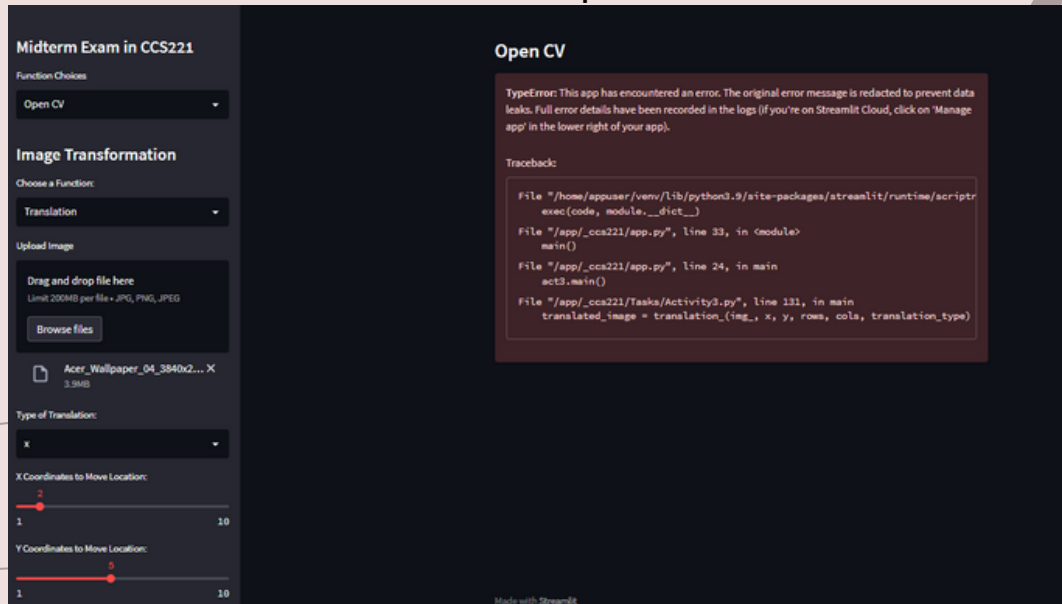 Midterm Exam in CCS221
Function Choices
Open CV
Image Transformation
Choose a Function:
Translation
Upload Image
Drag and drop file here
Limit 200MB per file • JPG, PNG, JPEG
Browse files
Acer_Wallpaper_04_3840x2... X
3.9MB
Type of Translation:
x
X Coordinates to Move Location:
2
1 10
Y Coordinates to Move Location:
5
1 10
Open CV
TypeError: This app has encountered an error. The original error message is redacted to prevent data
leaks. Full error details have been recorded in the logs (if you're on Streamlit Cloud, click on 'Manage
app' in the lower right of your app).
Traceback:
File "/home/appuser/venv/lib/python3.9/site-packages/streamlit/runtime/scriptr
exec(code, module.__dict__)
File "/app/_ccs221/app.py", line 33, in <module>
main()
File "/app/_ccs221/app.py", line 24, in main
act3.main()
File "/app/_ccs221/Tasks/Activity3.py", line 131, in main
translated_image = translation_(img_, x, y, rows, cols, translation_type)
Made with Streamlit